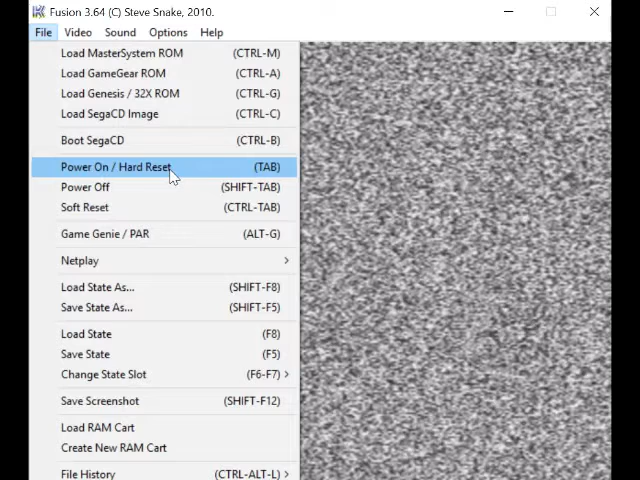 Fusion 3.64 (C) Steve Snake, 2010.
File Video Sound Options Help
Load MasterSystem ROM (CTRL-M)
Load GameGear ROM (CTRL-A)
Load Genesis / 32X ROM (CTRL-G)
Load SegaCD Image (CTRL-C)
Boot SegaCD (CTRL-B)
Power On / Hard Reset (TAB)
Power Off (SHIFT-TAB)
Soft Reset (CTRL-TAB)
Game Genie / PAR (ALT-G)
Netplay
Load State As... (SHIFT-F8)
Save State As... (SHIFT-F5)
Load State (F8)
Save State (F5)
Change State Slot (F6-F7)
Save Screenshot (SHIFT-F12)
Load RAM Cart
Create New RAM Cart
File History (CTRL-ALT-L)